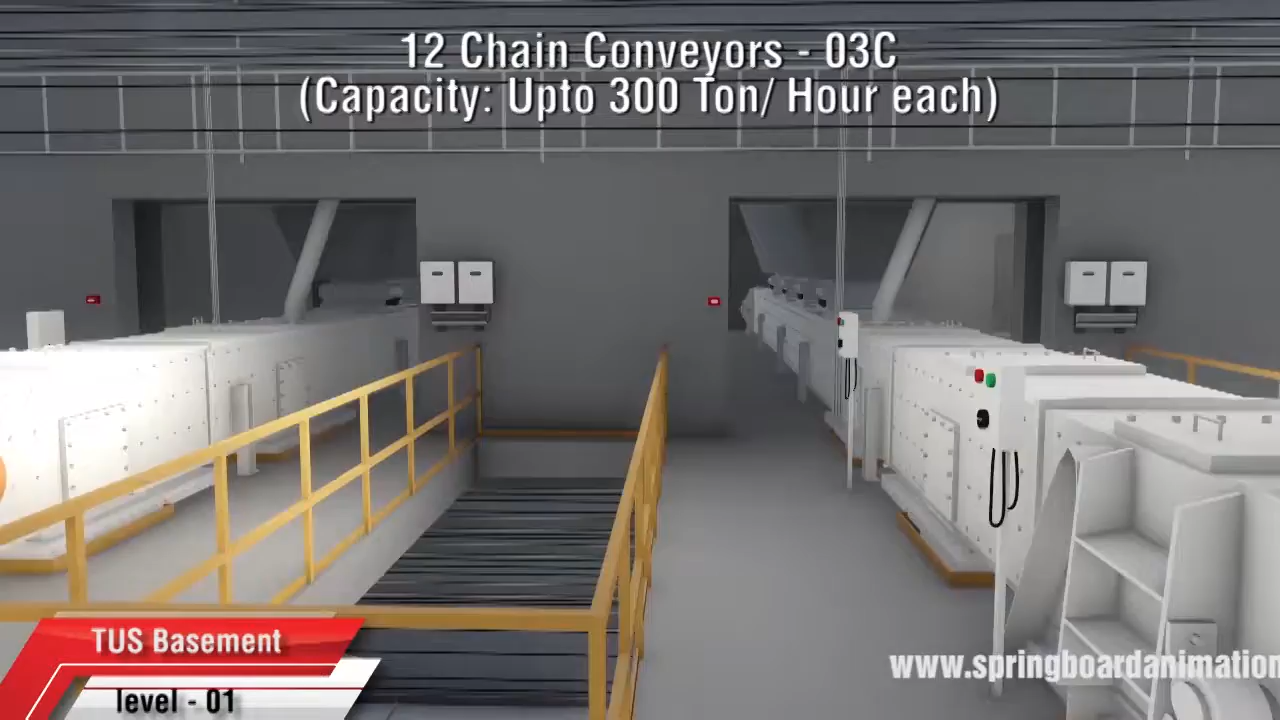 12 Chain Conveyors - 03C
(Capacity: Upto 300 Ton/ Hour each)
TUS Basement
level - 01
www.springboardanimation